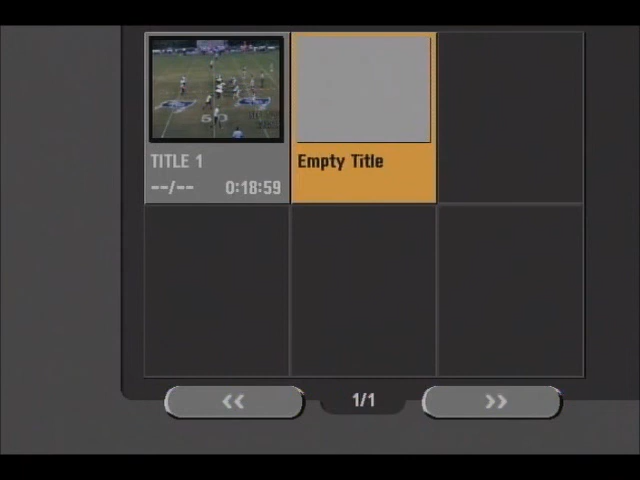 TITLE 1
Empty Title
--/--
0:18:59
<<
1/1
>>